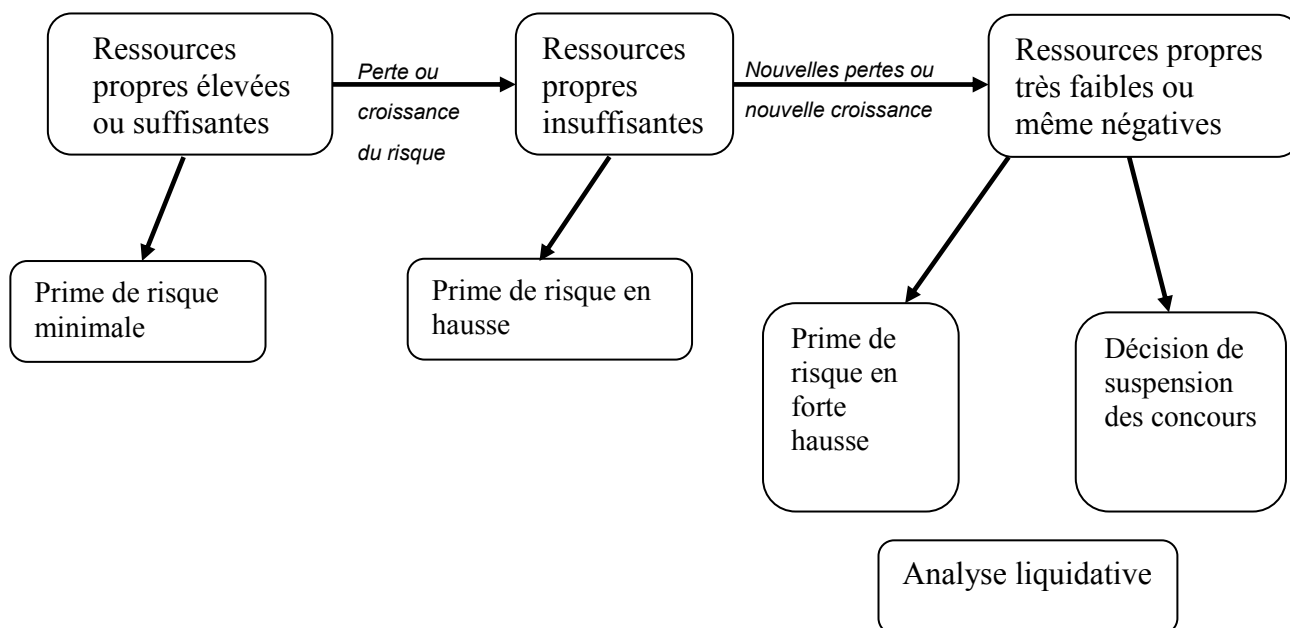 Ressources
propres élevées
ou suffisantes
Perte ou
croissance
du risque
Ressources
propres
insuffisantes
Nouvelles pertes ou
nouvelle croissance
Ressources propres
très faibles ou
même négatives
Prime de risque
minimale
Prime de risque en
hausse
Prime de
risque en
forte
hausse
Décision de
suspension
des concours
Analyse liquidative